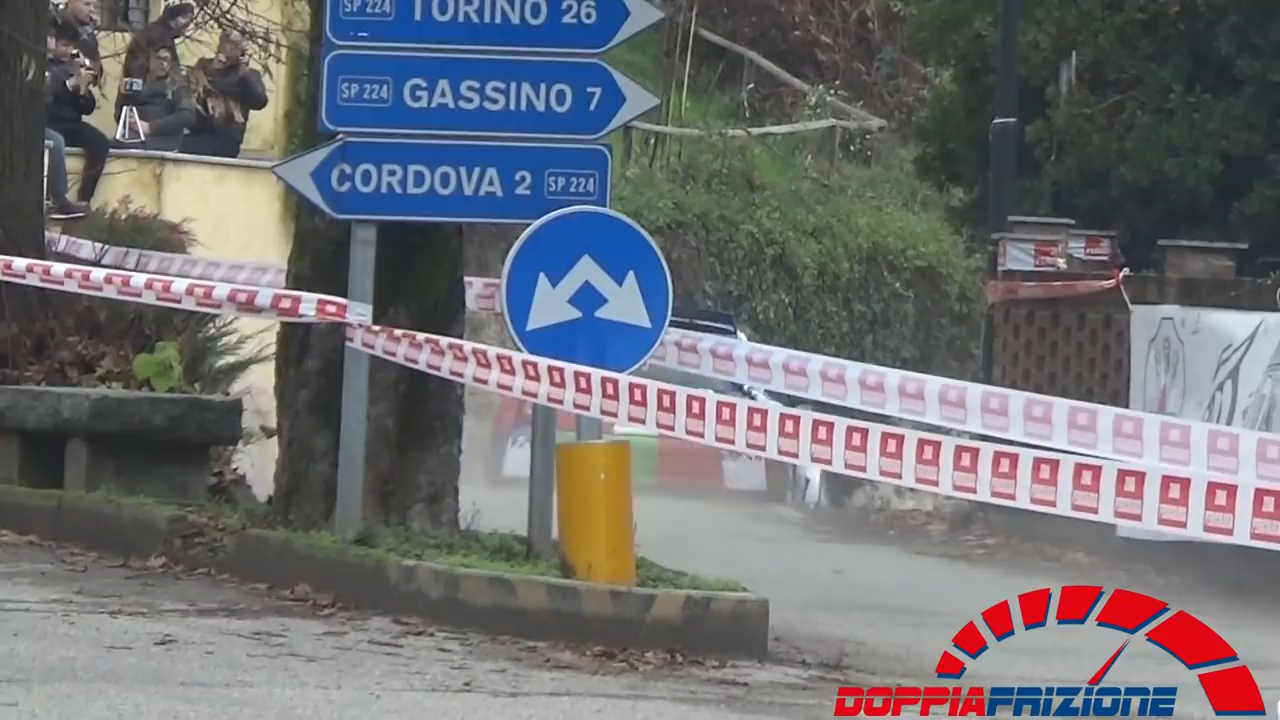 SP 224 TORINO 26
SP 224 GASSINO 7
CORDOVA 2 SP 224
DOPPIAFRIZIONE